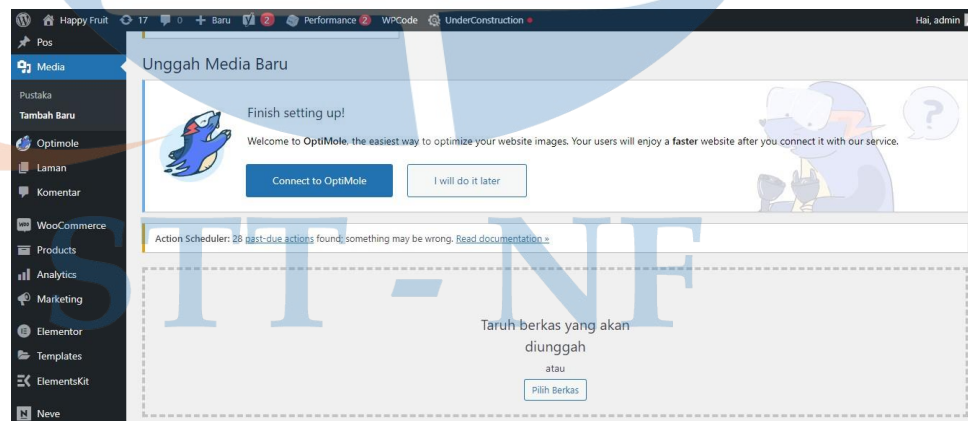 Happy Fruit 17 0 + Baru 2 Performance 2 WPCode UnderConstruction Hai, admin
Pos
Media
Pustaka
Tambah Baru
Optimole
Laman
Komentar
WooCommerce
Products
Analytics
Marketing
Elementor
Templates
ElementsKit
Neve
Unggah Media Baru
Finish setting up!
Welcome to OptiMole, the easiest way to optimize your website images. Your users will enjoy a faster website after you connect it with our service.
Connect to OptiMole I will do it later
Action Scheduler: 28 past-due actions found; something may be wrong. Read documentation »
Taruh berkas yang akan
diunggah
atau
Pilih Berkas
STT - NF